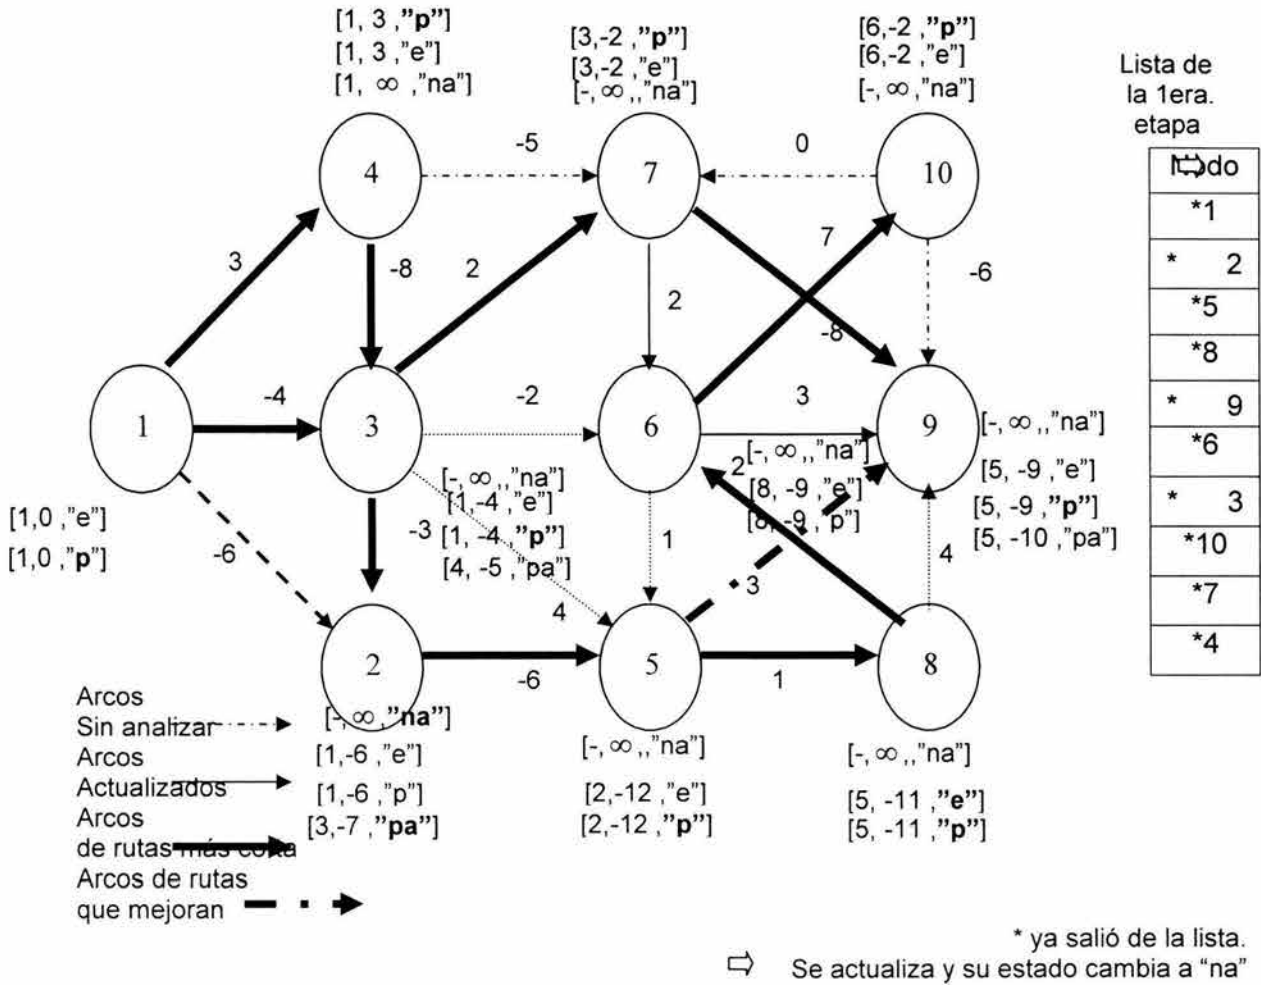 [1, 3 ,”p”]
[1, 3 ,”e”]
[1, ∞ ,”na”]
[3,-2 ,”p”]
[3,-2 ,”e”]
[-, ∞ ,,”na”]
[6,-2 ,”p”]
[6,-2 ,”e”]
[-, ∞ ,”na”]
Lista de
la 1era.
etapa
*1
* 2
*5
*8
* 9
*6
* 3
*10
*7
*4
4
-5
7
0
10
3
-8
2
2
7
-8
-6
1
-4
3
-2
6
3
9
[-, ∞ ,,”na”]
[5, -9 ,”e”]
[5, -9 ,”p”]
[5, -10 ,”pa”]
[1,0 ,”e”]
[1,0 ,”p”]
-6
-3
[-, ∞ ,,”na”]
[1,-4 ,”e”]
[1, -4 ,”p”]
[4, -5 ,”pa”]
4
1
2
[-, ∞ ,,”na”]
[8, -9 ,”e”]
[8, -9 ,”p”]
3
4
2
-6
5
1
8
[-, ∞ ,”na”]
[1,-6 ,”e”]
[1,-6 ,”p”]
[3,-7 ,”pa”]
[-, ∞ ,,”na”]
[2,-12 ,”e”]
[2,-12 ,”p”]
[-, ∞ ,,”na”]
[5, -11 ,”e”]
[5, -11 ,”p”]
Arcos
Sin analizar
Arcos
Actualizados
Arcos
de rutas más corta
Arcos de rutas
que mejoran
* ya salió de la lista.
Se actualiza y su estado cambia a “na”